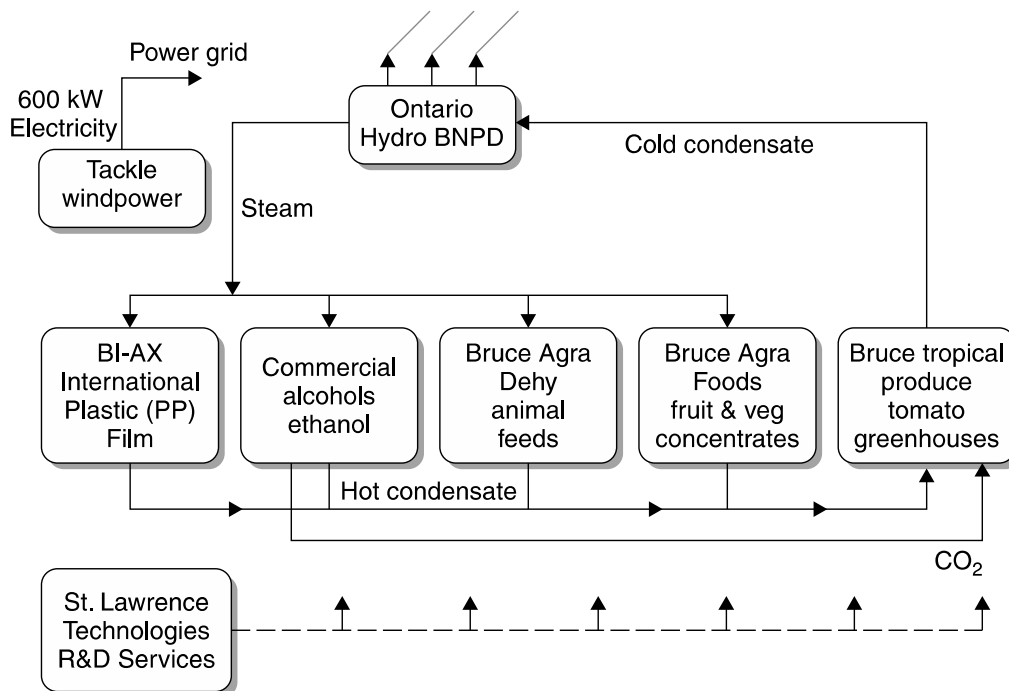 Power grid
600 kW
Electricity
Tackle
windpower
Ontario
Hydro BNPD
Cold condensate
Steam
BI-AX
International
Plastic (PP)
Film
Commercial
alcohols
ethanol
Bruce Agra
Dehy
animal
feeds
Bruce Agra
Foods
fruit & veg
concentrates
Bruce tropical
produce
tomato
greenhouses
Hot condensate
CO₂
St. Lawrence
Technologies
R&D Services